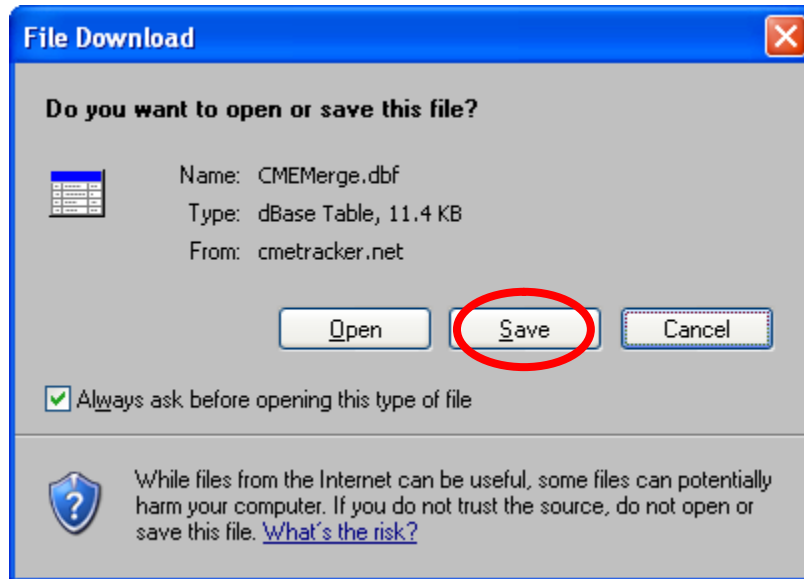 File Download
Do you want to open or save this file?
Name: CMEMerge.dbf
Type: dBase Table, 11.4 KB
From: cmetracker.net
Open Save Cancel
Always ask before opening this type of file
While files from the Internet can be useful, some files can potentially
harm your computer. If you do not trust the source, do not open or
save this file. What's the risk?